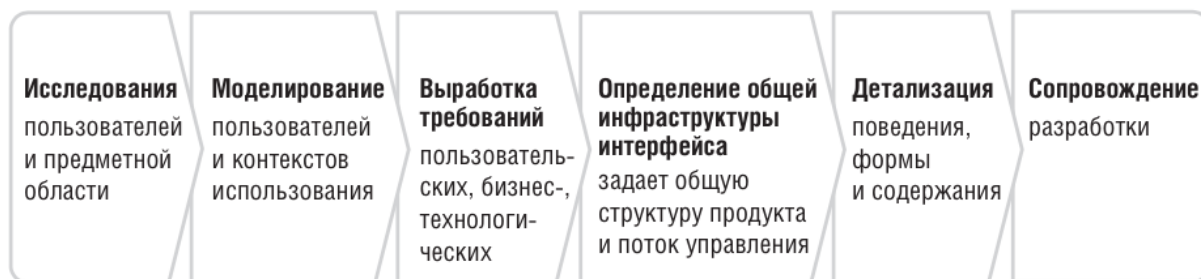 Исследования
пользователей
и предметной
области
Моделирование
пользователей
и контекстов
использования
Выработка
требований
пользователь-
ских, бизнес-,
технологи-
ческих
Определение общей
инфраструктуры
интерфейса
задает общую
структуру продукта
и поток управления
Детализация
поведения,
формы
и содержания
Сопровождение
разработки